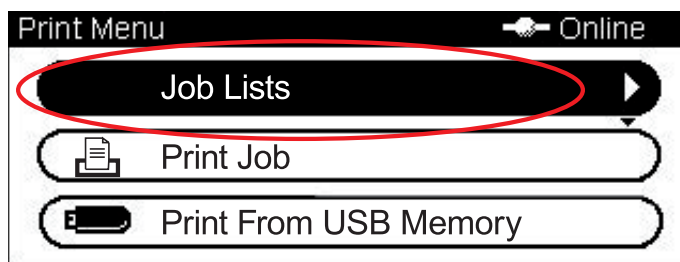 Print Menu Online
Job Lists
Print Job
Print From USB Memory